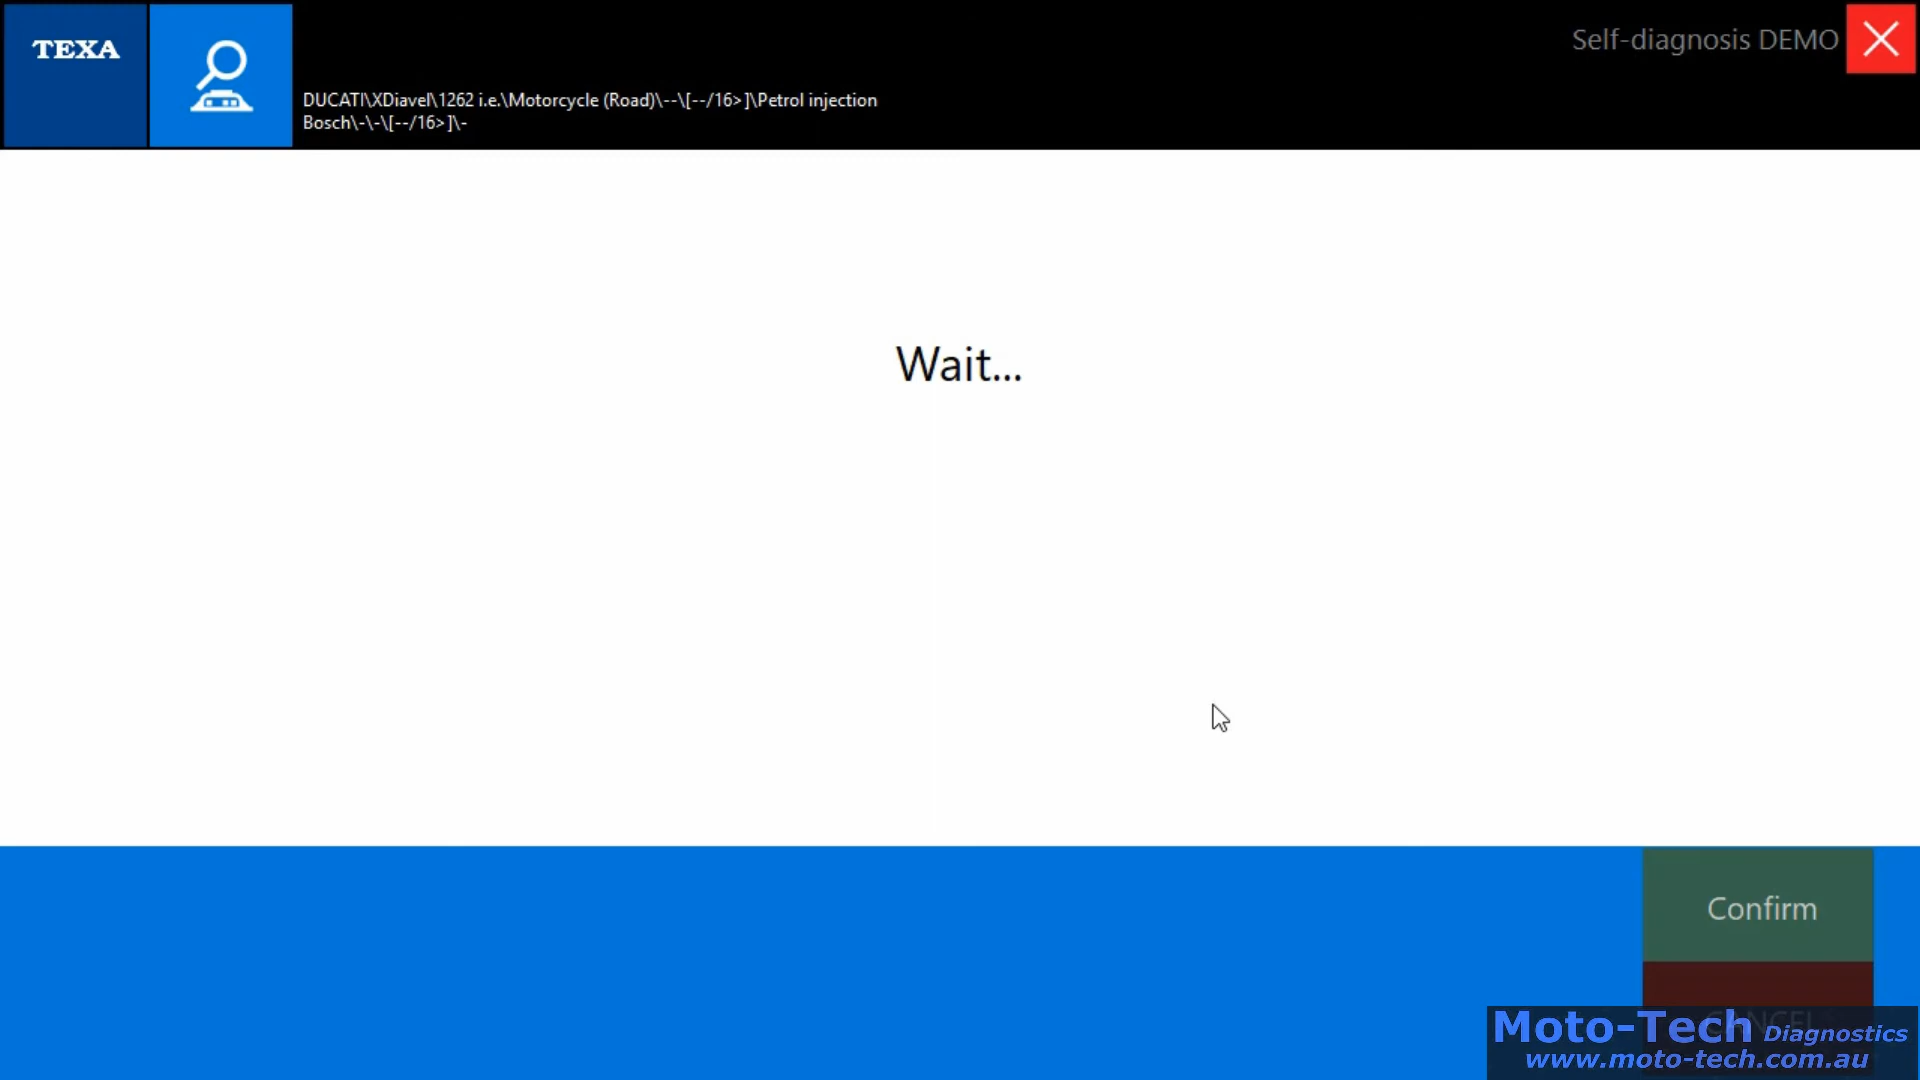 TEXA
Self-diagnosis DEMO
DUCATI\XDiavel\1262 i.e.\Motorcycle (Road)\--\[--/16>]\Petrol injection
Bosch\-\-\[--/16>]\-
Wait...
Confirm
CANCEL
Moto-Tech Diagnostics
www.moto-tech.com.au